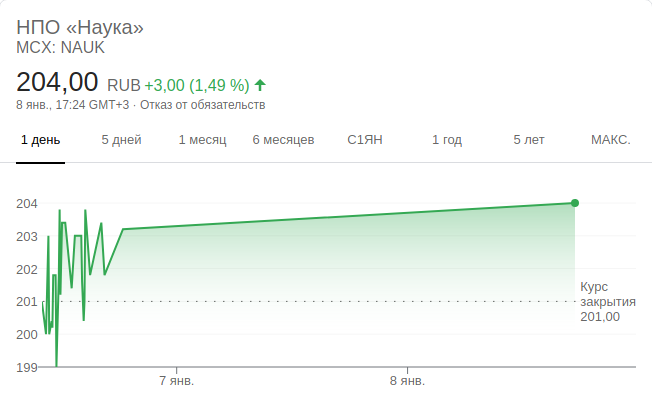 НПО «Наука»
MCX: NAUK
204,00 RUB +3,00 (1,49 %)
8 янв., 17:24 GMT+3 · Отказ от обязательств
1 день 5 дней 1 месяц 6 месяцев С1ЯН 1 год 5 лет МАКС.
204
203
202
201
200
199
Курс
закрытия
201,00
7 янв. 8 янв.